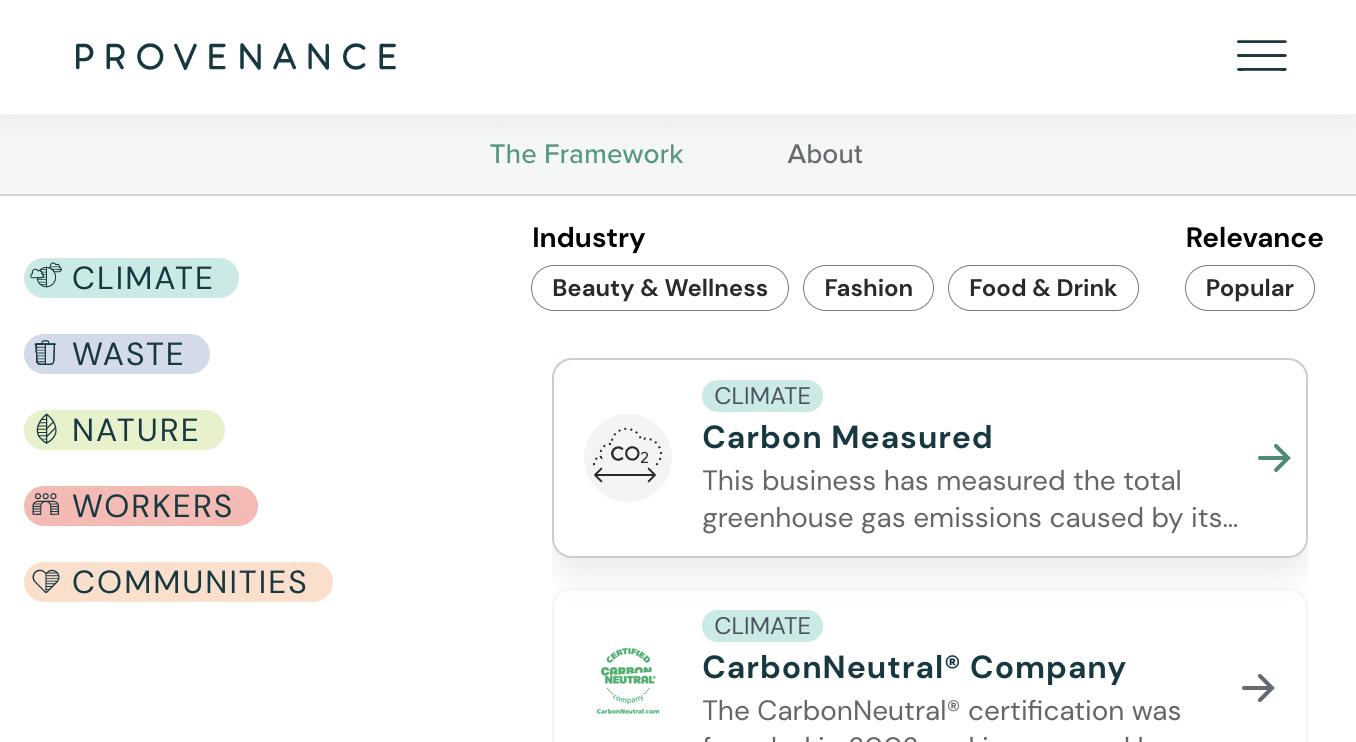 PROVENANCE
The Framework About
CLIMATE
WASTE
NATURE
WORKERS
COMMUNITIES
Industry
Beauty & Wellness Fashion Food & Drink
Relevance
Popular
CLIMATE
CO2
Carbon Measured
This business has measured the total
greenhouse gas emissions caused by its...
CLIMATE
CERTIFIED
CARBON
NEUTRAL
company
CarbonNeutral.com
CarbonNeutral® Company
The CarbonNeutral® certification was